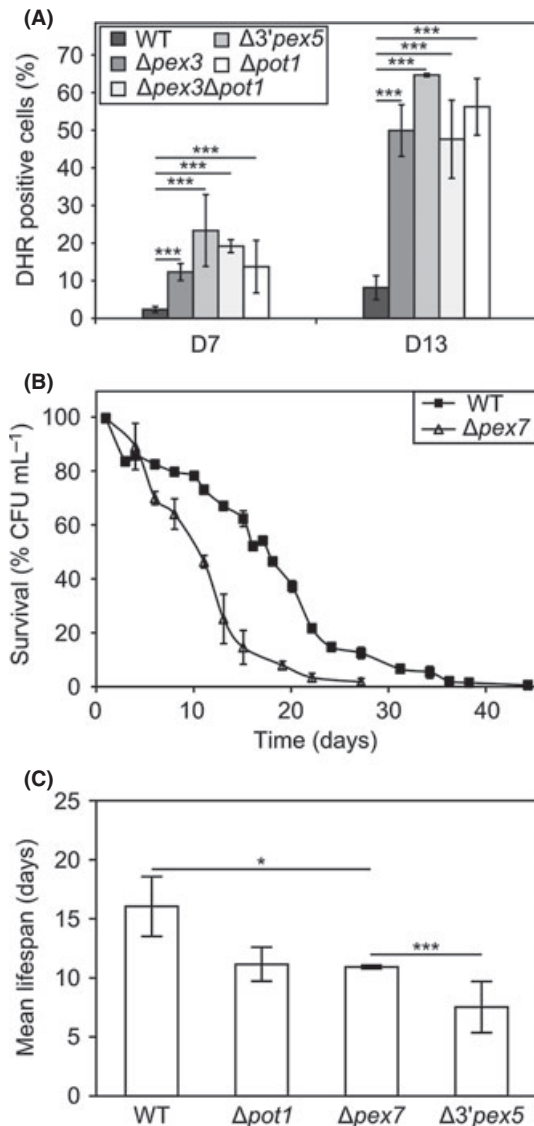 (A)
WT
Δ3'pex5
Δpex3
Δpot1
Δpex3Δpot1
DHR positive cells (%)
70
60
50
40
30
20
10
0
***
***
***
***
***
***
***
***
D7
D13
(B)
WT
Δpex7
Survival (% CFU mL⁻¹)
100
80
60
40
20
0
0
10
20
30
40
Time (days)
(C)
Mean lifespan (days)
25
20
15
10
5
0
*
***
WT
Δpot1
Δpex7
Δ3'pex5